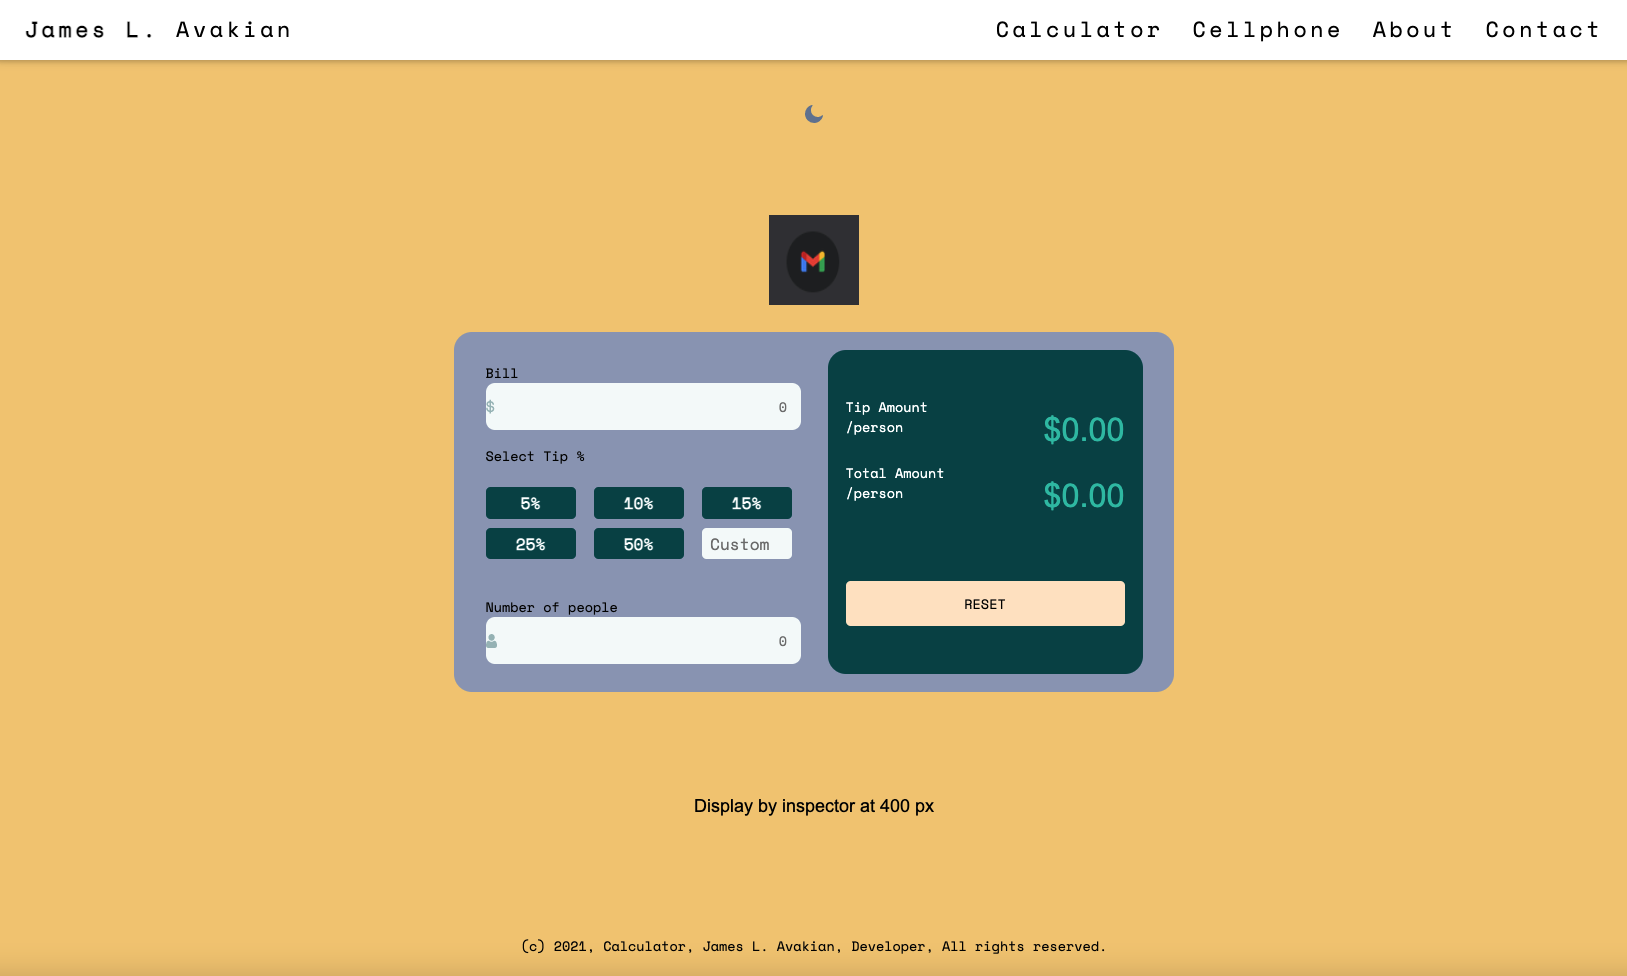 James L. Avakian
Calculator Cellphone About Contact
Bill
$ 0
Select Tip %
5% 10% 15%
25% 50% Custom
Number of people
0
Tip Amount
/person
$0.00
Total Amount
/person
$0.00
RESET
Display by inspector at 400 px
(c) 2021, Calculator, James L. Avakian, Developer, All rights reserved.